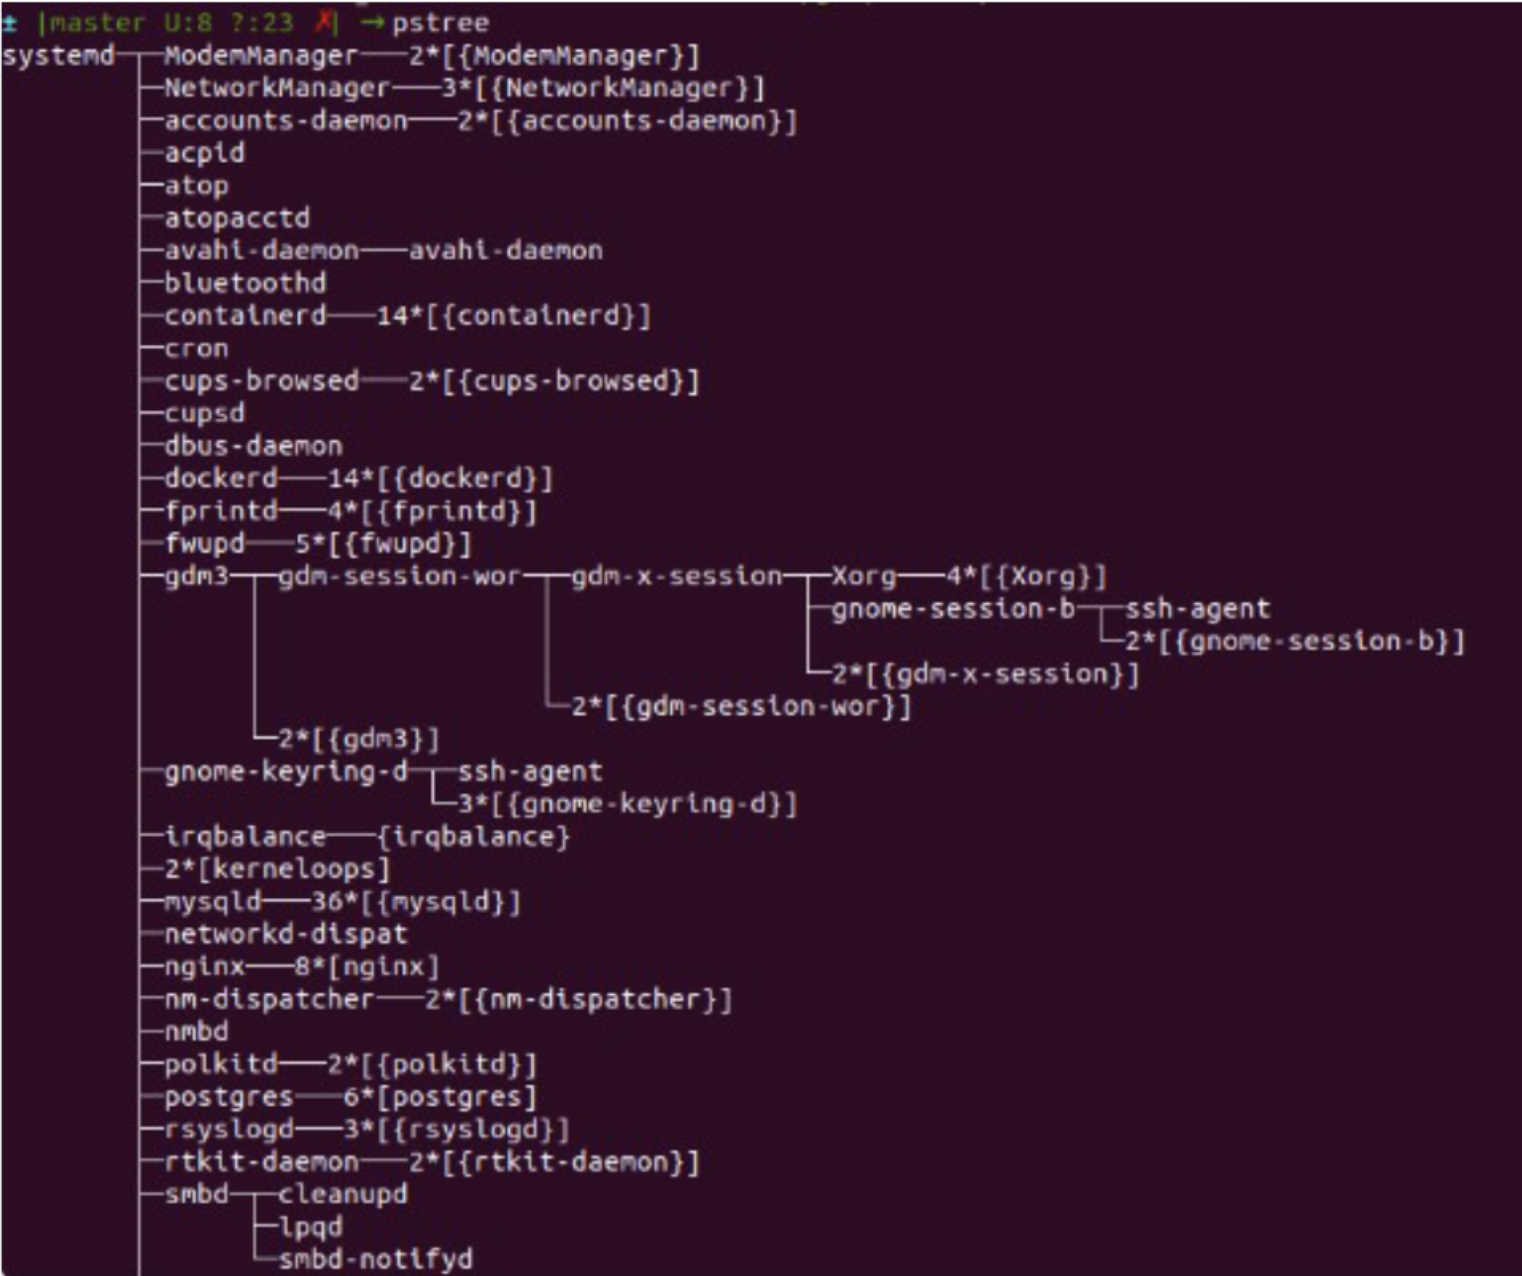 ± |master U:8 ?:23 ✗| →pstree
systemd─┬─ModemManager───2*[{ModemManager}]
        ├─NetworkManager───3*[{NetworkManager}]
        ├─accounts-daemon───2*[{accounts-daemon}]
        ├─acpid
        ├─atop
        ├─atopacctd
        ├─avahi-daemon───avahi-daemon
        ├─bluetoothd
        ├─containerd───14*[{containerd}]
        ├─cron
        ├─cups-browsed───2*[{cups-browsed}]
        ├─cupsd
        ├─dbus-daemon
        ├─dockerd───14*[{dockerd}]
        ├─fprintd───4*[{fprintd}]
        ├─fwupd───5*[{fwupd}]
        ├─gdm3─┬─gdm-session-wor─┬─gdm-x-session─┬─Xorg───4*[{Xorg}]
        │      │                 │               ├─gnome-session-b─┬─ssh-agent
        │      │                 │               │                 └─2*[{gnome-session-b}]
        │      │                 │               └─2*[{gdm-x-session}]
        │      │                 └─2*[{gdm-session-wor}]
        │      └─2*[{gdm3}]
        ├─gnome-keyring-d─┬─ssh-agent
        │                 └─3*[{gnome-keyring-d}]
        ├─irqbalance───{irqbalance}
        ├─2*[kerneloops]
        ├─mysqld───36*[{mysqld}]
        ├─networkd-dispat
        ├─nginx───8*[nginx]
        ├─nm-dispatcher───2*[{nm-dispatcher}]
        ├─nmbd
        ├─polkitd───2*[{polkitd}]
        ├─postgres───6*[postgres]
        ├─rsyslogd───3*[{rsyslogd}]
        ├─rtkit-daemon───2*[{rtkit-daemon}]
        ├─smbd─┬─cleanupd
        │      ├─lpqd
        │      └─smbd-notifyd